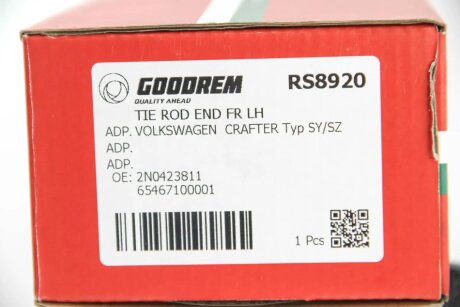 GOODREM RS8920
QUALITY AHEAD
TIE ROD END FR LH
ADP. VOLKSWAGEN CRAFTER Typ SY/SZ
ADP.
ADP.
OE: 2N0423811
65467100001
1 Pcs